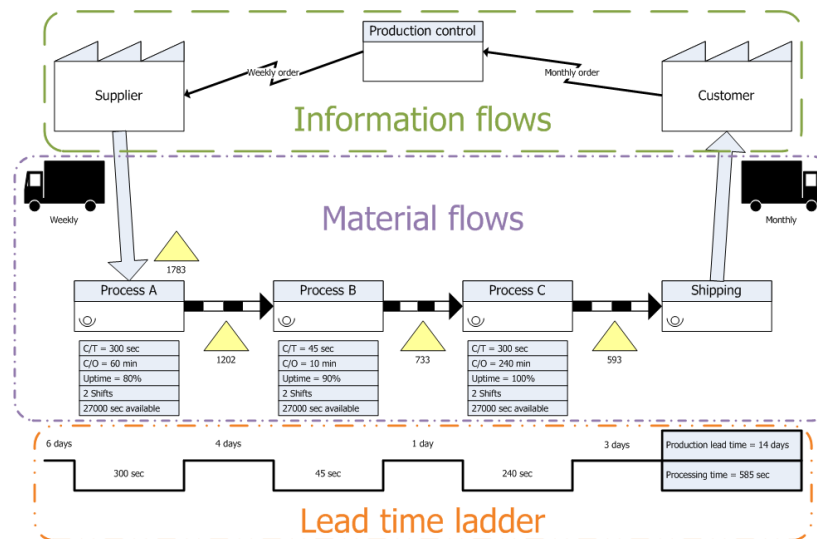 Production control
Supplier
Weekly order
Monthly order
Customer
Information flows
Weekly
Material flows
Monthly
1783
Process A
Process B
Process C
Shipping
1202
733
593
C/T = 300 sec
C/O = 60 min
Uptime = 80%
2 Shifts
27000 sec available
C/T = 45 sec
C/O = 10 min
Uptime = 90%
2 Shifts
27000 sec available
C/T = 300 sec
C/O = 240 min
Uptime = 100%
2 Shifts
27000 sec available
6 days
4 days
1 day
3 days
Production lead time = 14 days
300 sec
45 sec
240 sec
Processing time = 585 sec
Lead time ladder